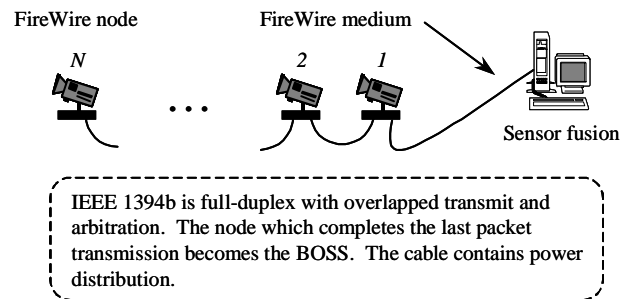 FireWire node
FireWire medium
N
2
1
Sensor fusion
IEEE 1394b is full-duplex with overlapped transmit and
arbitration. The node which completes the last packet
transmission becomes the BOSS. The cable contains power
distribution.